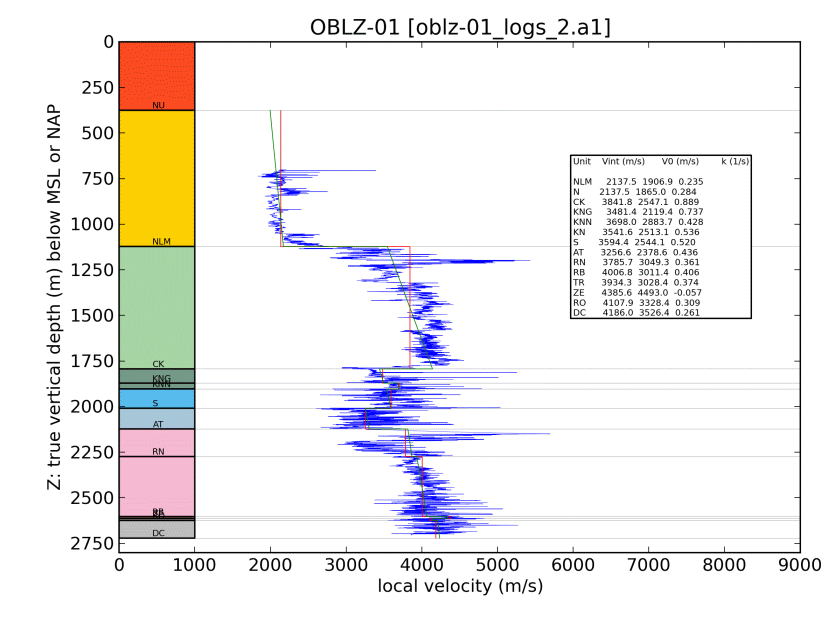 OBLZ-01 [oblz-01_logs_2.a1]
Z: true vertical depth (m) below MSL or NAP
0
250
500
750
1000
1250
1500
1750
2000
2250
2500
2750
NU
NLM
CK
KNG
KNN
S
AT
RN
DC
Unit Vint (m/s) V0 (m/s) k (1/s)
NLM 2137.5 1906.9 0.235
N 2137.5 1865.0 0.284
CK 3841.8 2547.1 0.889
KNG 3481.4 2119.4 0.737
KNN 3698.0 2883.7 0.428
KN 3541.6 2513.1 0.536
S 3594.4 2544.1 0.520
AT 3256.6 2378.6 0.436
RN 3785.7 3049.3 0.361
RB 4006.8 3011.4 0.406
TR 3934.3 3028.4 0.374
ZE 4385.6 4493.0 -0.057
RO 4107.9 3328.4 0.309
DC 4186.0 3526.4 0.261
0 1000 2000 3000 4000 5000 6000 7000 8000 9000
local velocity (m/s)